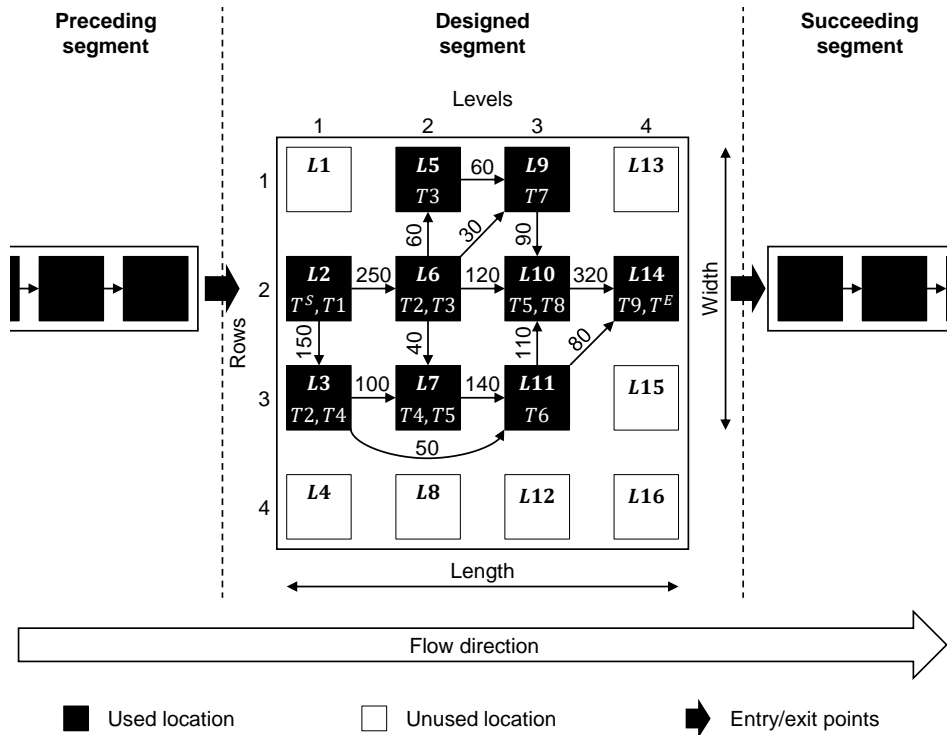 Preceding segment
Designed segment
Succeeding segment
Levels
1 2 3 4
Rows
1
L1
L5
T3
60
L9
T7
L13
60
30
90
2
L2
T^S, T1
250
L6
T2, T3
120
L10
T5, T8
320
L14
T9, T^E
Width
150
40
110
80
3
L3
T2, T4
100
L7
T4, T5
140
L11
T6
L15
50
4
L4
L8
L12
L16
Length
Flow direction
Used location
Unused location
Entry/exit points